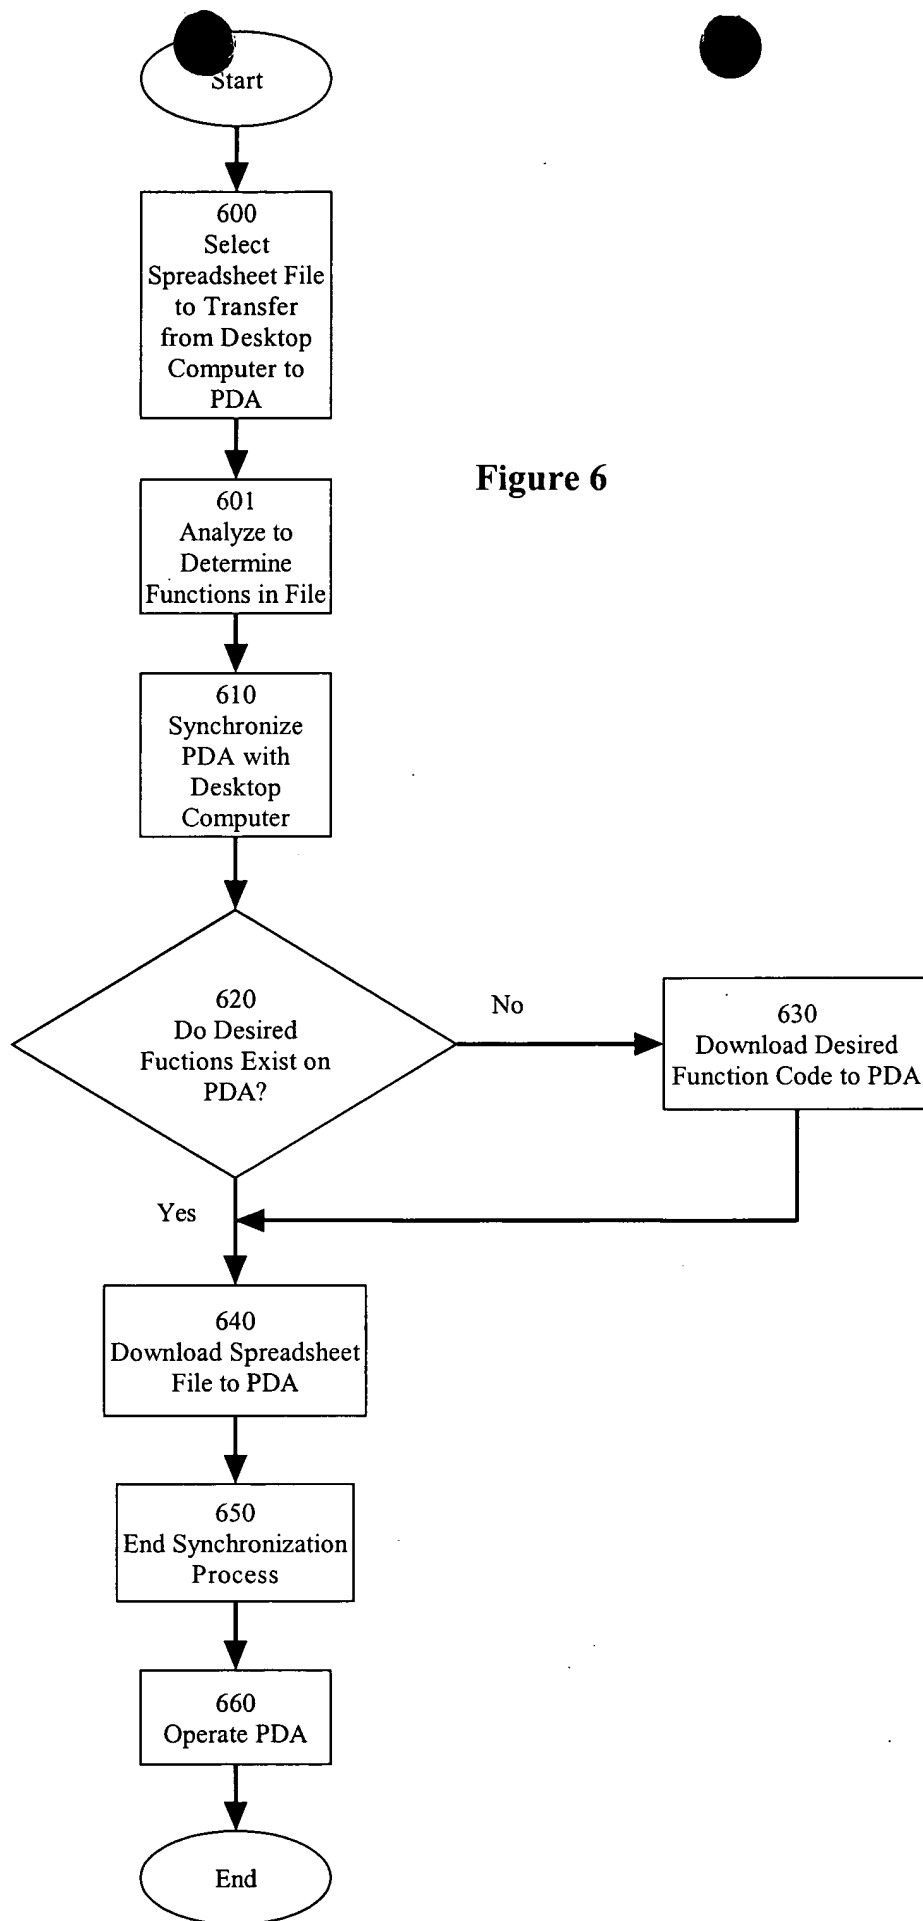 Start
600
Select
Spreadsheet File
to Transfer
from Desktop
Computer to
PDA
Figure 6
601
Analyze to
Determine
Functions in File
610
Synchronize
PDA with
Desktop
Computer
620
Do Desired
Fuctions Exist on
PDA?
No
630
Download Desired
Function Code to PDA
Yes
640
Download Spreadsheet
File to PDA
650
End Synchronization
Process
660
Operate PDA
End